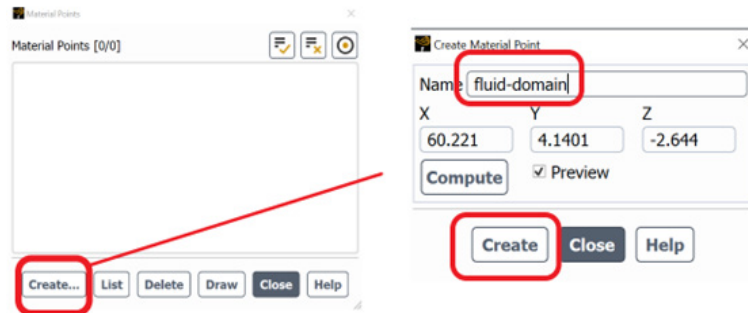 Material Points
Material Points [0/0]
Create... List Delete Draw Close Help
Create Material Point
Name fluid-domain
X Y Z
60.221 4.1401 -2.644
Compute Preview
Create Close Help